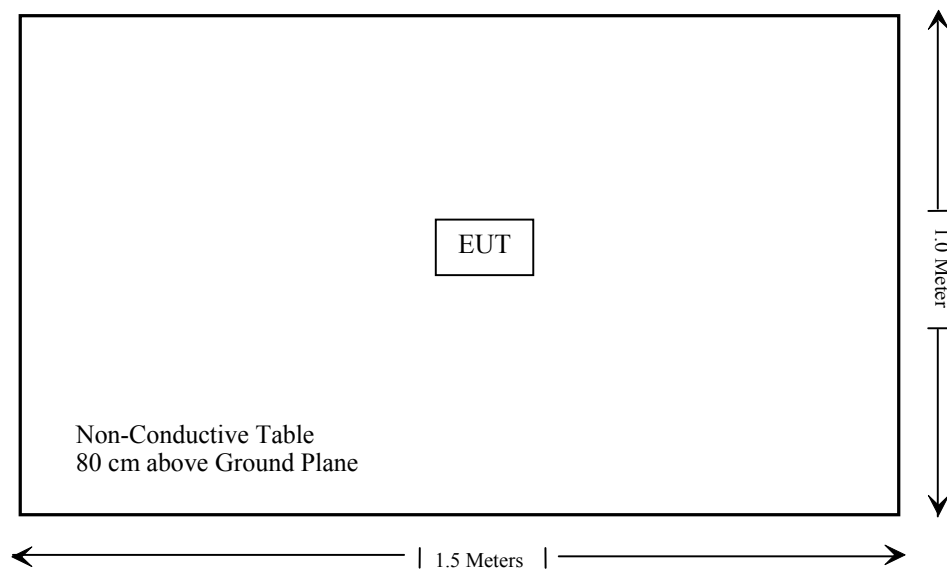 EUT
1.0 Meter
Non-Conductive Table
80 cm above Ground Plane
1.5 Meters